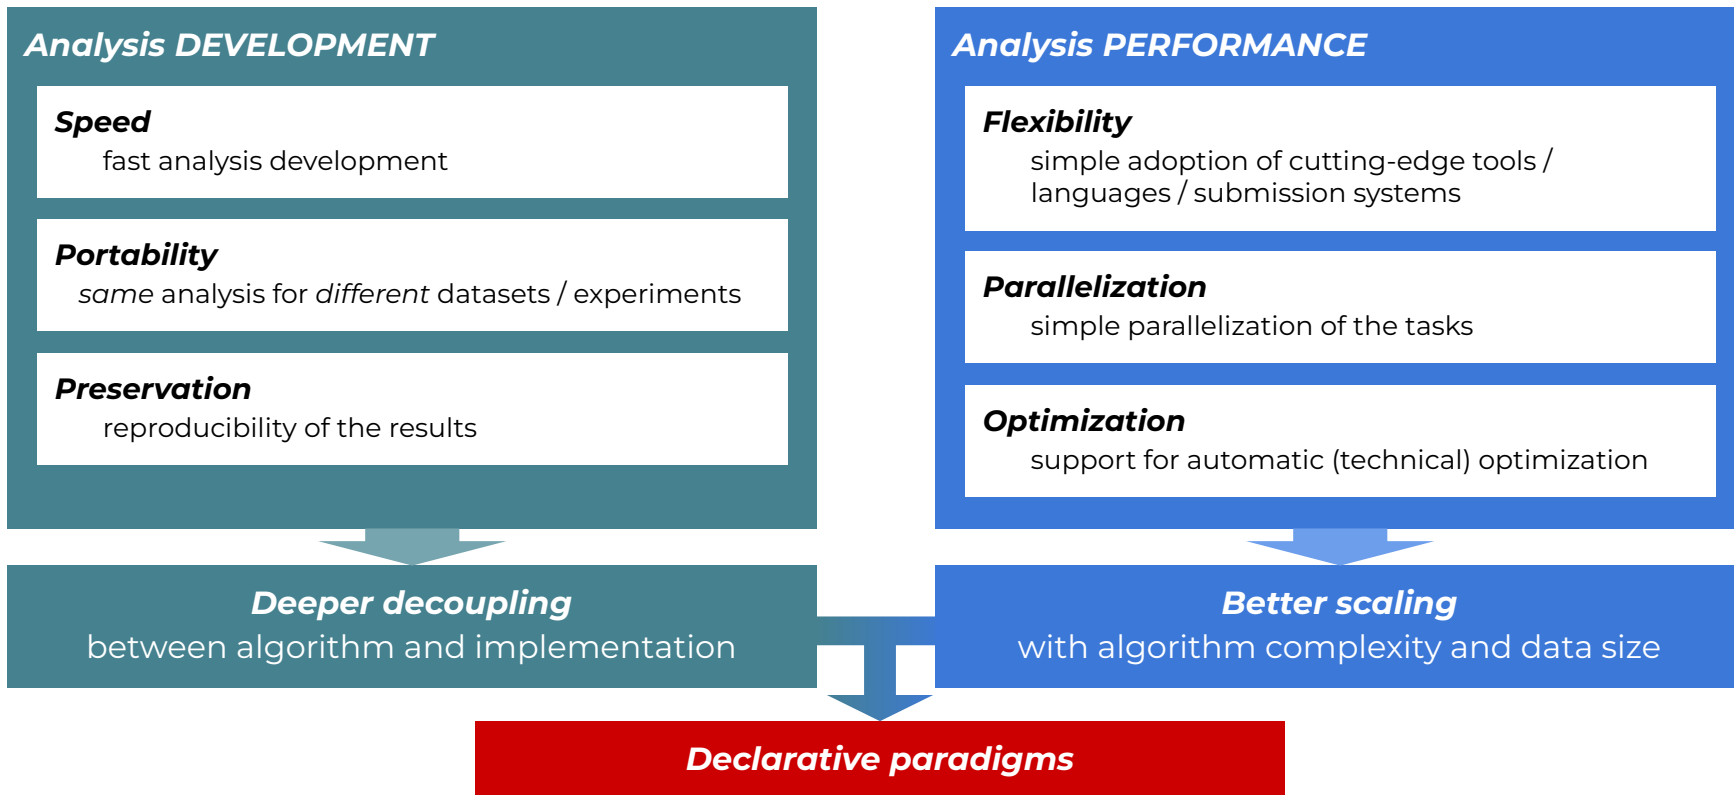 Analysis DEVELOPMENT
Speed
fast analysis development
Portability
same analysis for different datasets / experiments
Preservation
reproducibility of the results
Deeper decoupling
between algorithm and implementation
Analysis PERFORMANCE
Flexibility
simple adoption of cutting-edge tools /
languages / submission systems
Parallelization
simple parallelization of the tasks
Optimization
support for automatic (technical) optimization
Better scaling
with algorithm complexity and data size
Declarative paradigms